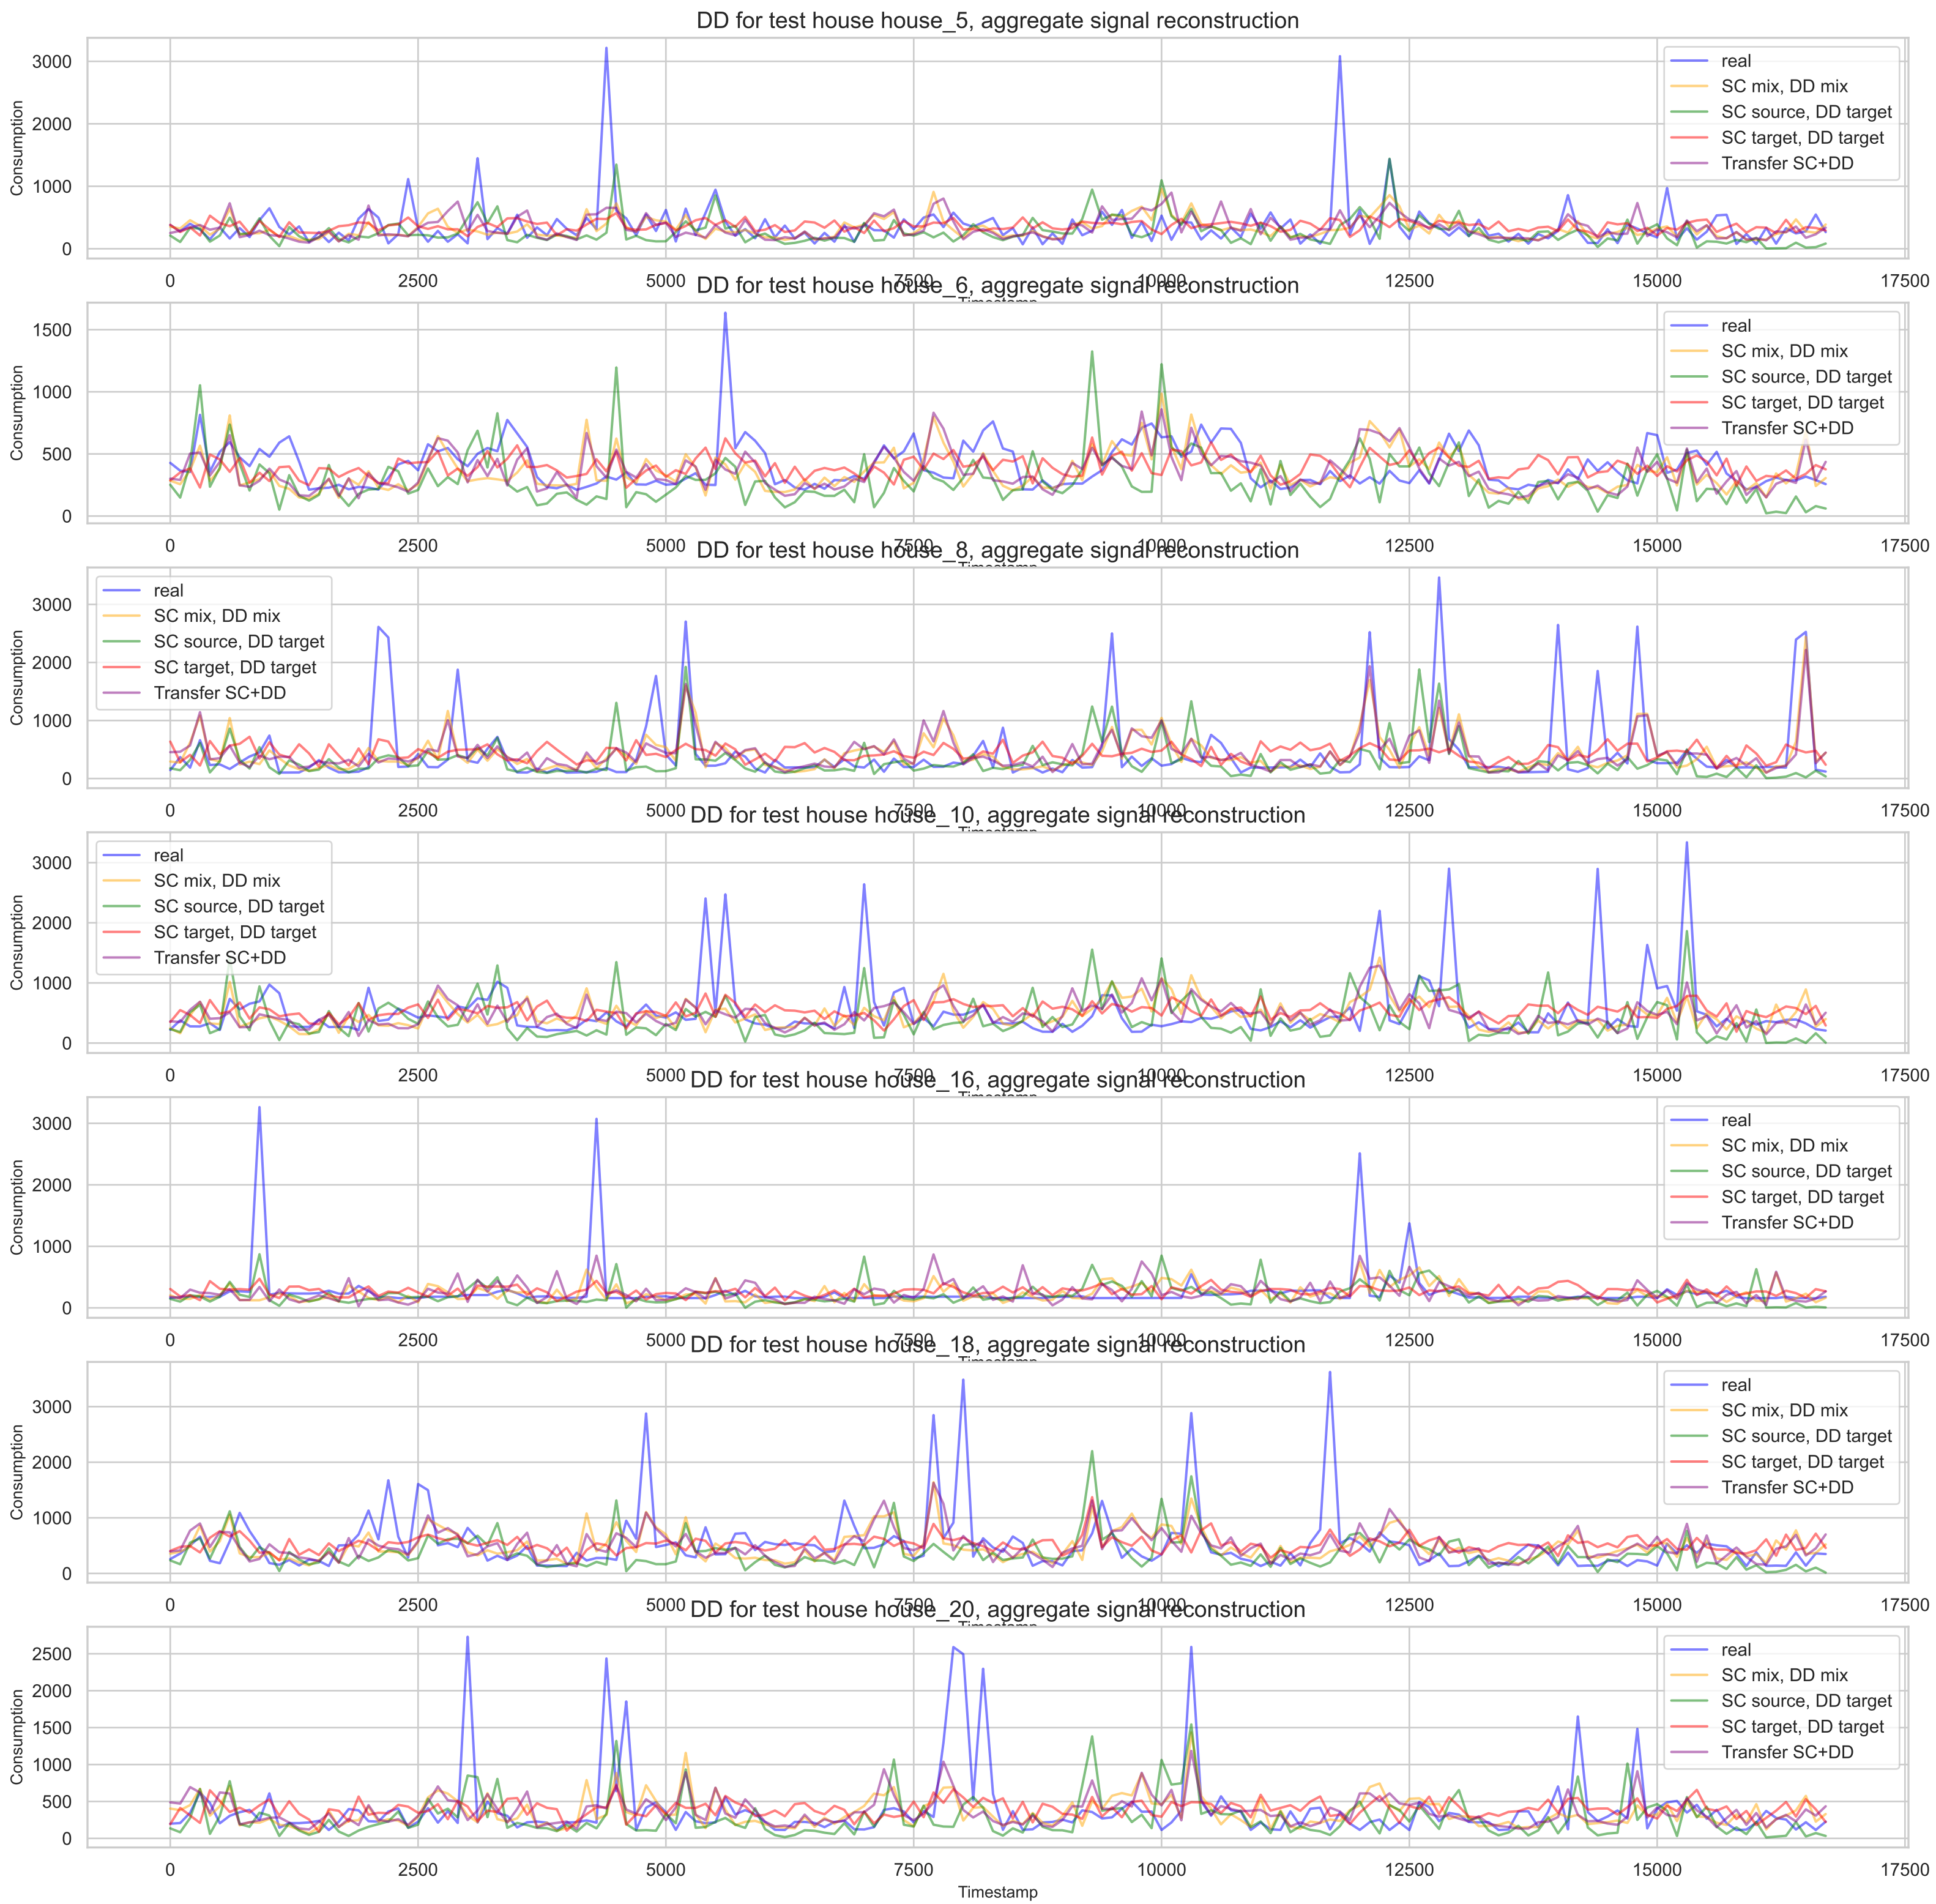 DD for test house house_5, aggregate signal reconstruction
3000
2000
1000
0
Consumption
real
SC mix, DD mix
SC source, DD target
SC target, DD target
Transfer SC+DD
0 2500 5000 7500 10000 12500 15000 17500
Timestamp
DD for test house house_6, aggregate signal reconstruction
1500
1000
500
0
Consumption
real
SC mix, DD mix
SC source, DD target
SC target, DD target
Transfer SC+DD
0 2500 5000 7500 10000 12500 15000 17500
Timestamp
DD for test house house_8, aggregate signal reconstruction
3000
2000
1000
0
Consumption
real
SC mix, DD mix
SC source, DD target
SC target, DD target
Transfer SC+DD
0 2500 5000 7500 10000 12500 15000 17500
Timestamp
DD for test house house_10, aggregate signal reconstruction
3000
2000
1000
0
Consumption
real
SC mix, DD mix
SC source, DD target
SC target, DD target
Transfer SC+DD
0 2500 5000 7500 10000 12500 15000 17500
Timestamp
DD for test house house_16, aggregate signal reconstruction
3000
2000
1000
0
Consumption
real
SC mix, DD mix
SC source, DD target
SC target, DD target
Transfer SC+DD
0 2500 5000 7500 10000 12500 15000 17500
Timestamp
DD for test house house_18, aggregate signal reconstruction
3000
2000
1000
0
Consumption
real
SC mix, DD mix
SC source, DD target
SC target, DD target
Transfer SC+DD
0 2500 5000 7500 10000 12500 15000 17500
Timestamp
DD for test house house_20, aggregate signal reconstruction
2500
2000
1500
1000
500
0
Consumption
real
SC mix, DD mix
SC source, DD target
SC target, DD target
Transfer SC+DD
0 2500 5000 7500 10000 12500 15000 17500
Timestamp